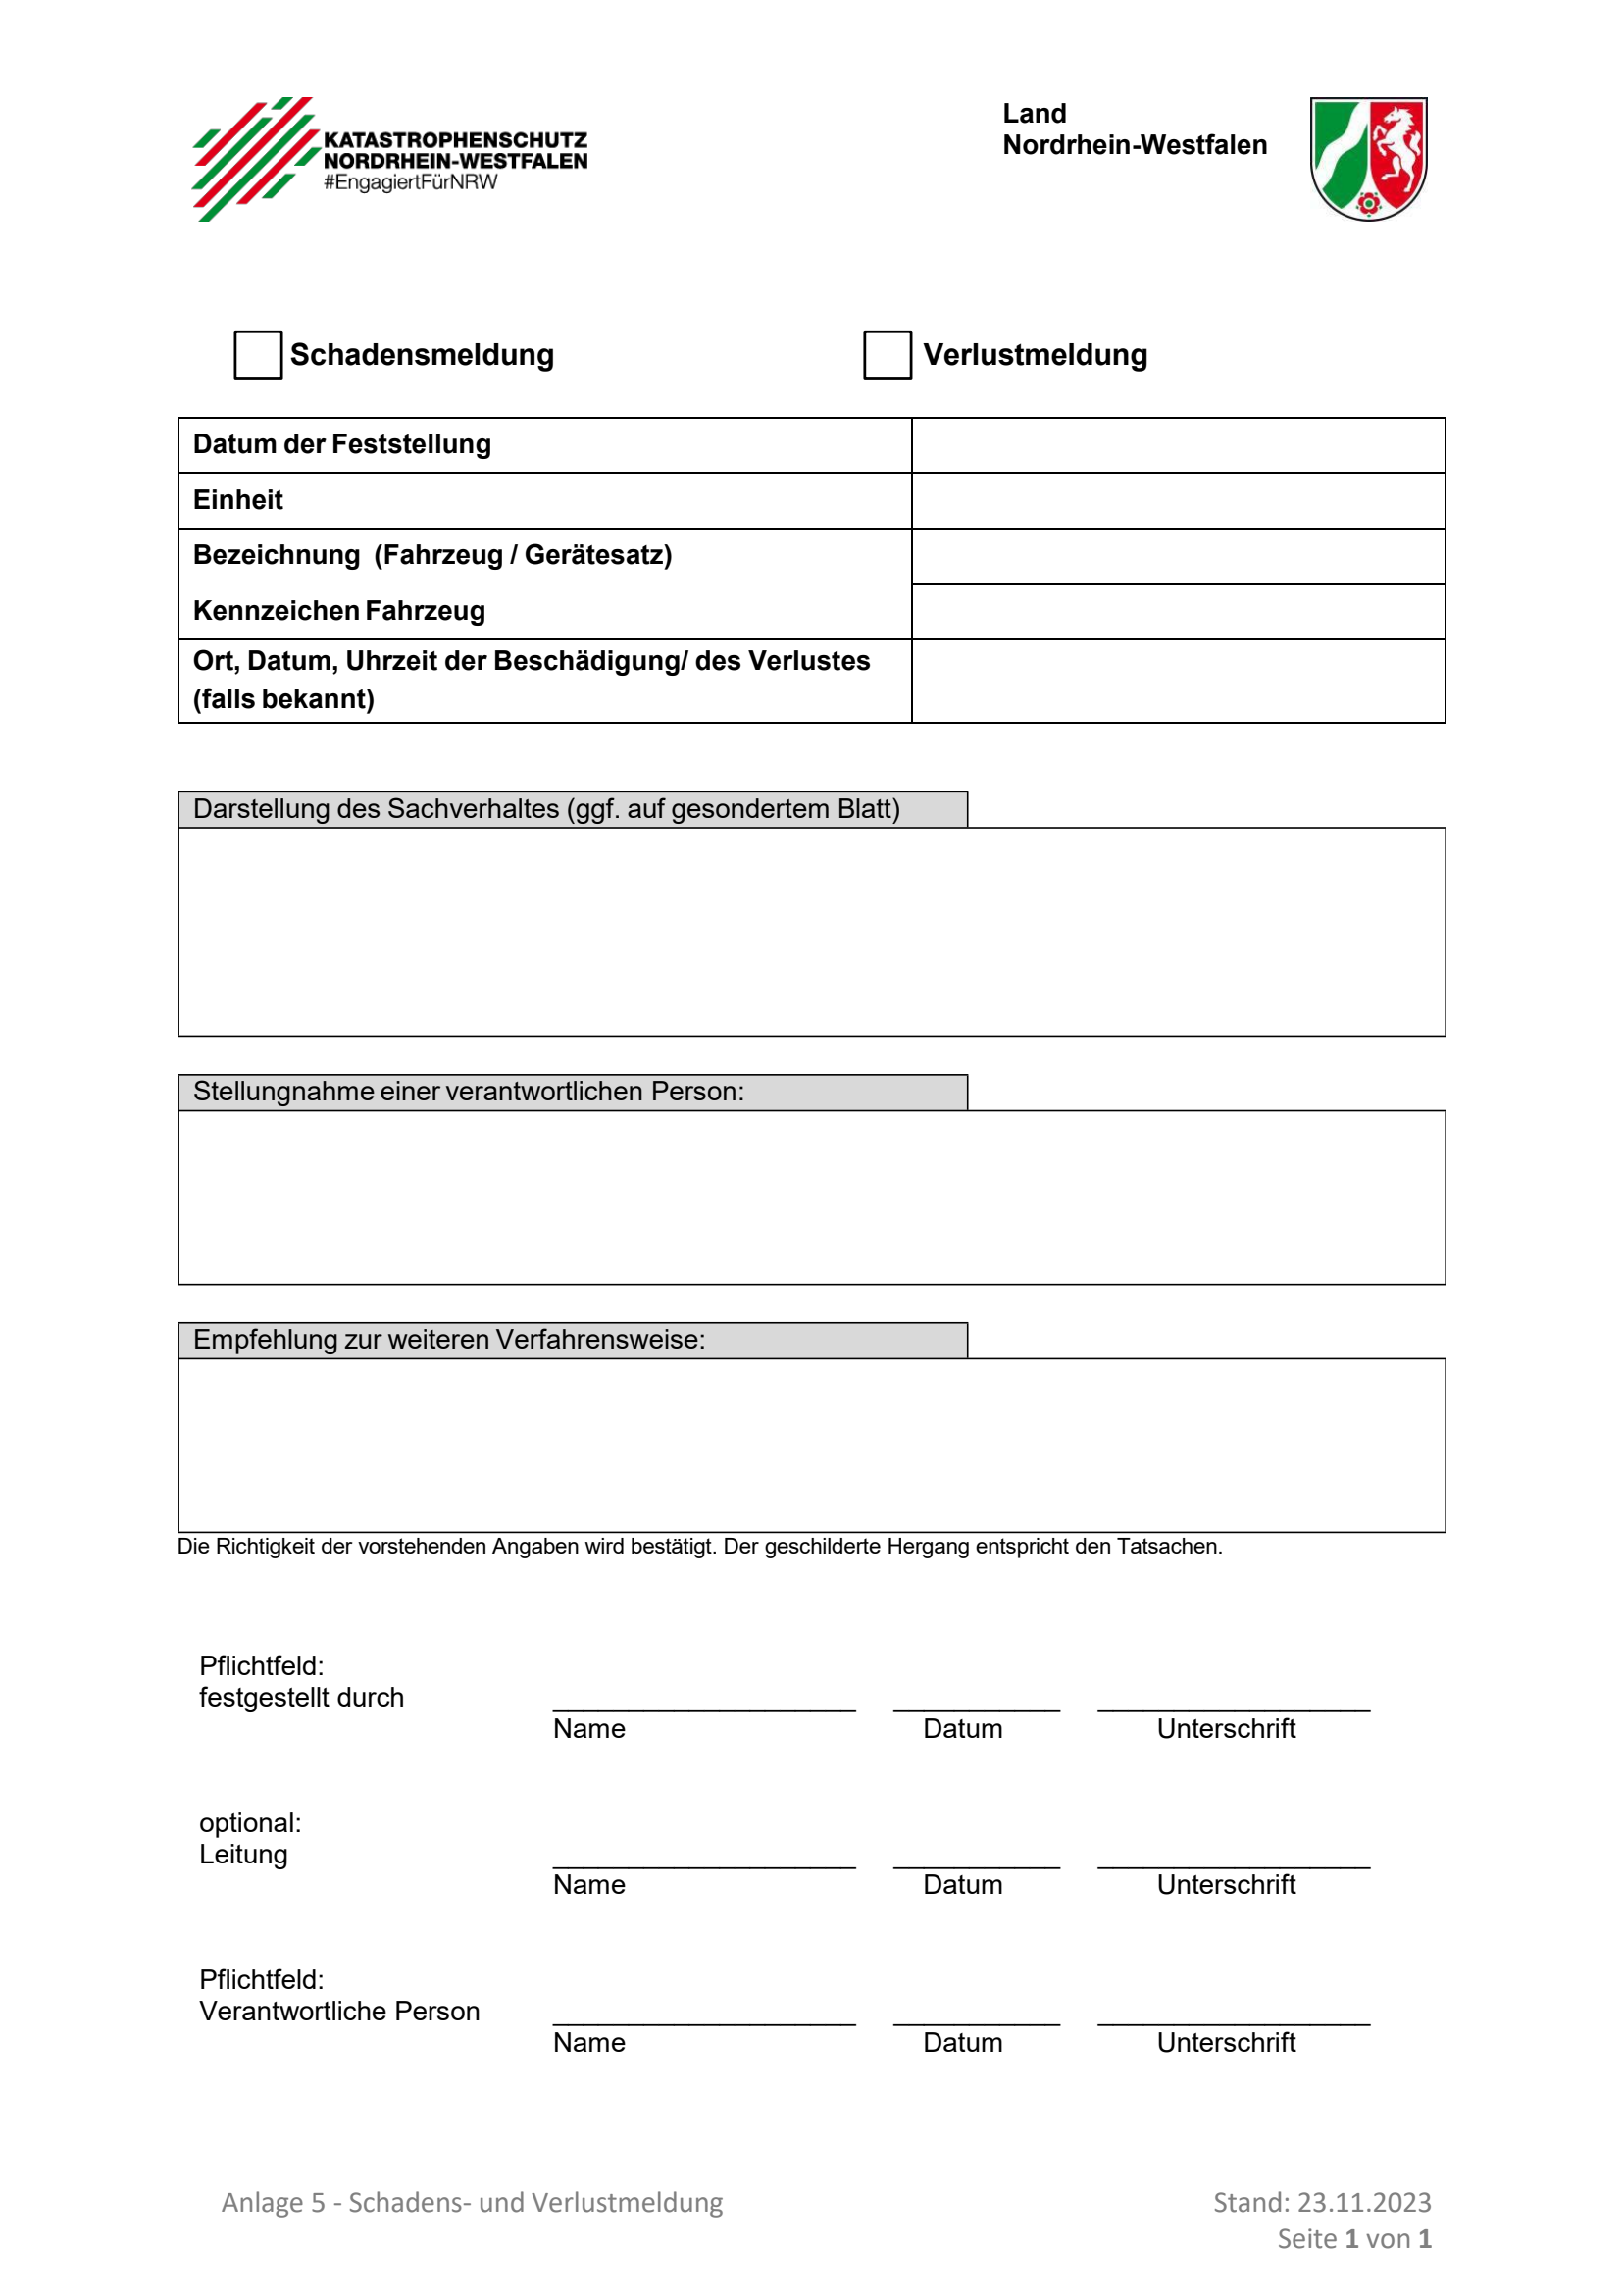 KATASTROPHENSCHUTZ
NORDRHEIN-WESTFALEN
#EngagiertFürNRW
Land
Nordrhein-Westfalen
Schadensmeldung Verlustmeldung
Datum der Feststellung
Einheit
Bezeichnung (Fahrzeug / Gerätesatz)
Kennzeichen Fahrzeug
Ort, Datum, Uhrzeit der Beschädigung/ des Verlustes
(falls bekannt)
Darstellung des Sachverhaltes (ggf. auf gesondertem Blatt)
Stellungnahme einer verantwortlichen Person:
Empfehlung zur weiteren Verfahrensweise:
Die Richtigkeit der vorstehenden Angaben wird bestätigt. Der geschilderte Hergang entspricht den Tatsachen.
Pflichtfeld:
festgestellt durch
Name Datum Unterschrift
optional:
Leitung
Name Datum Unterschrift
Pflichtfeld:
Verantwortliche Person
Name Datum Unterschrift
Anlage 5 - Schadens- und Verlustmeldung Stand: 23.11.2023
Seite 1 von 1